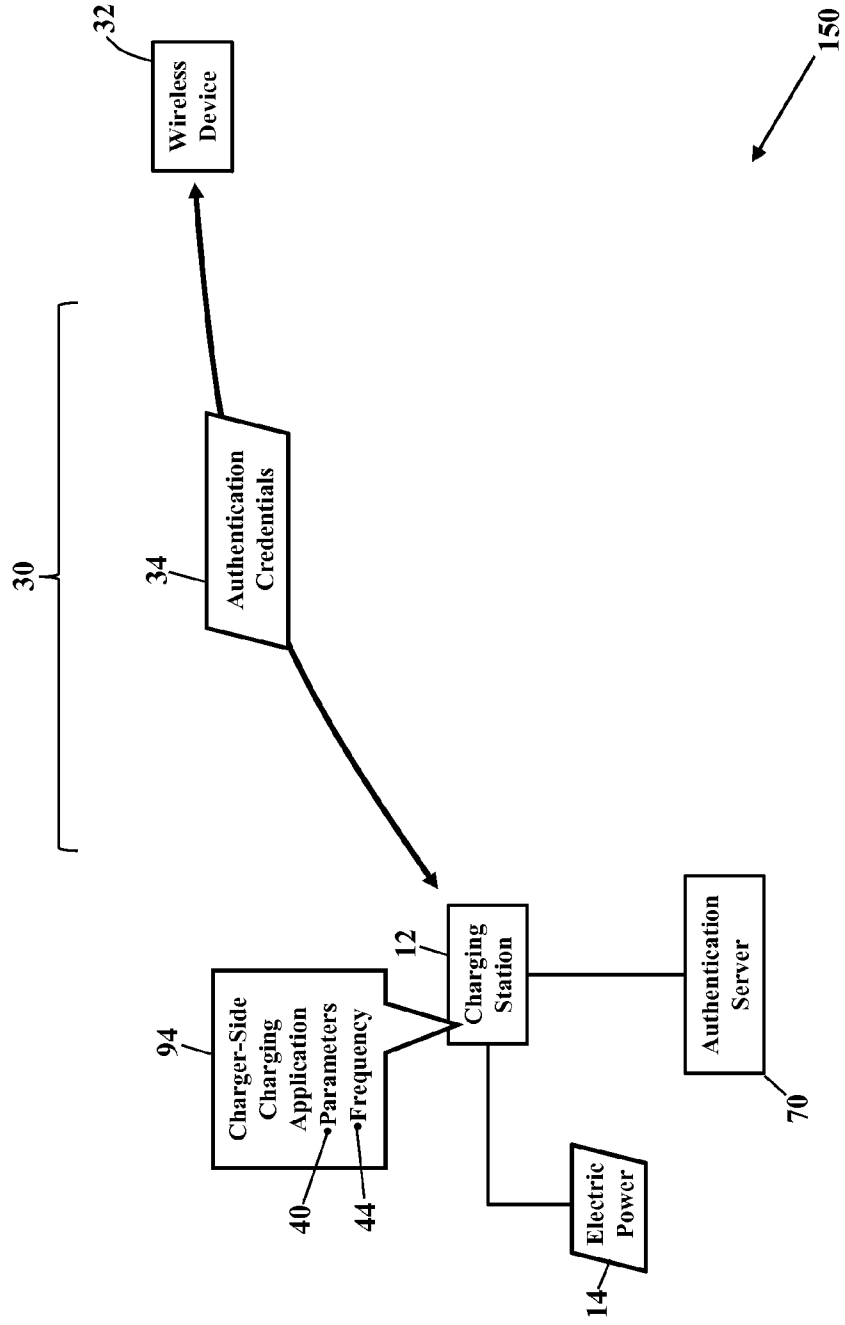 30
32
Wireless
Device
34
Authentication
Credentials
94
Charger-Side
Charging
Application
•Parameters
•Frequency
40
44
12
Charging
Station
Electric
Power
14
Authentication
Server
70
150